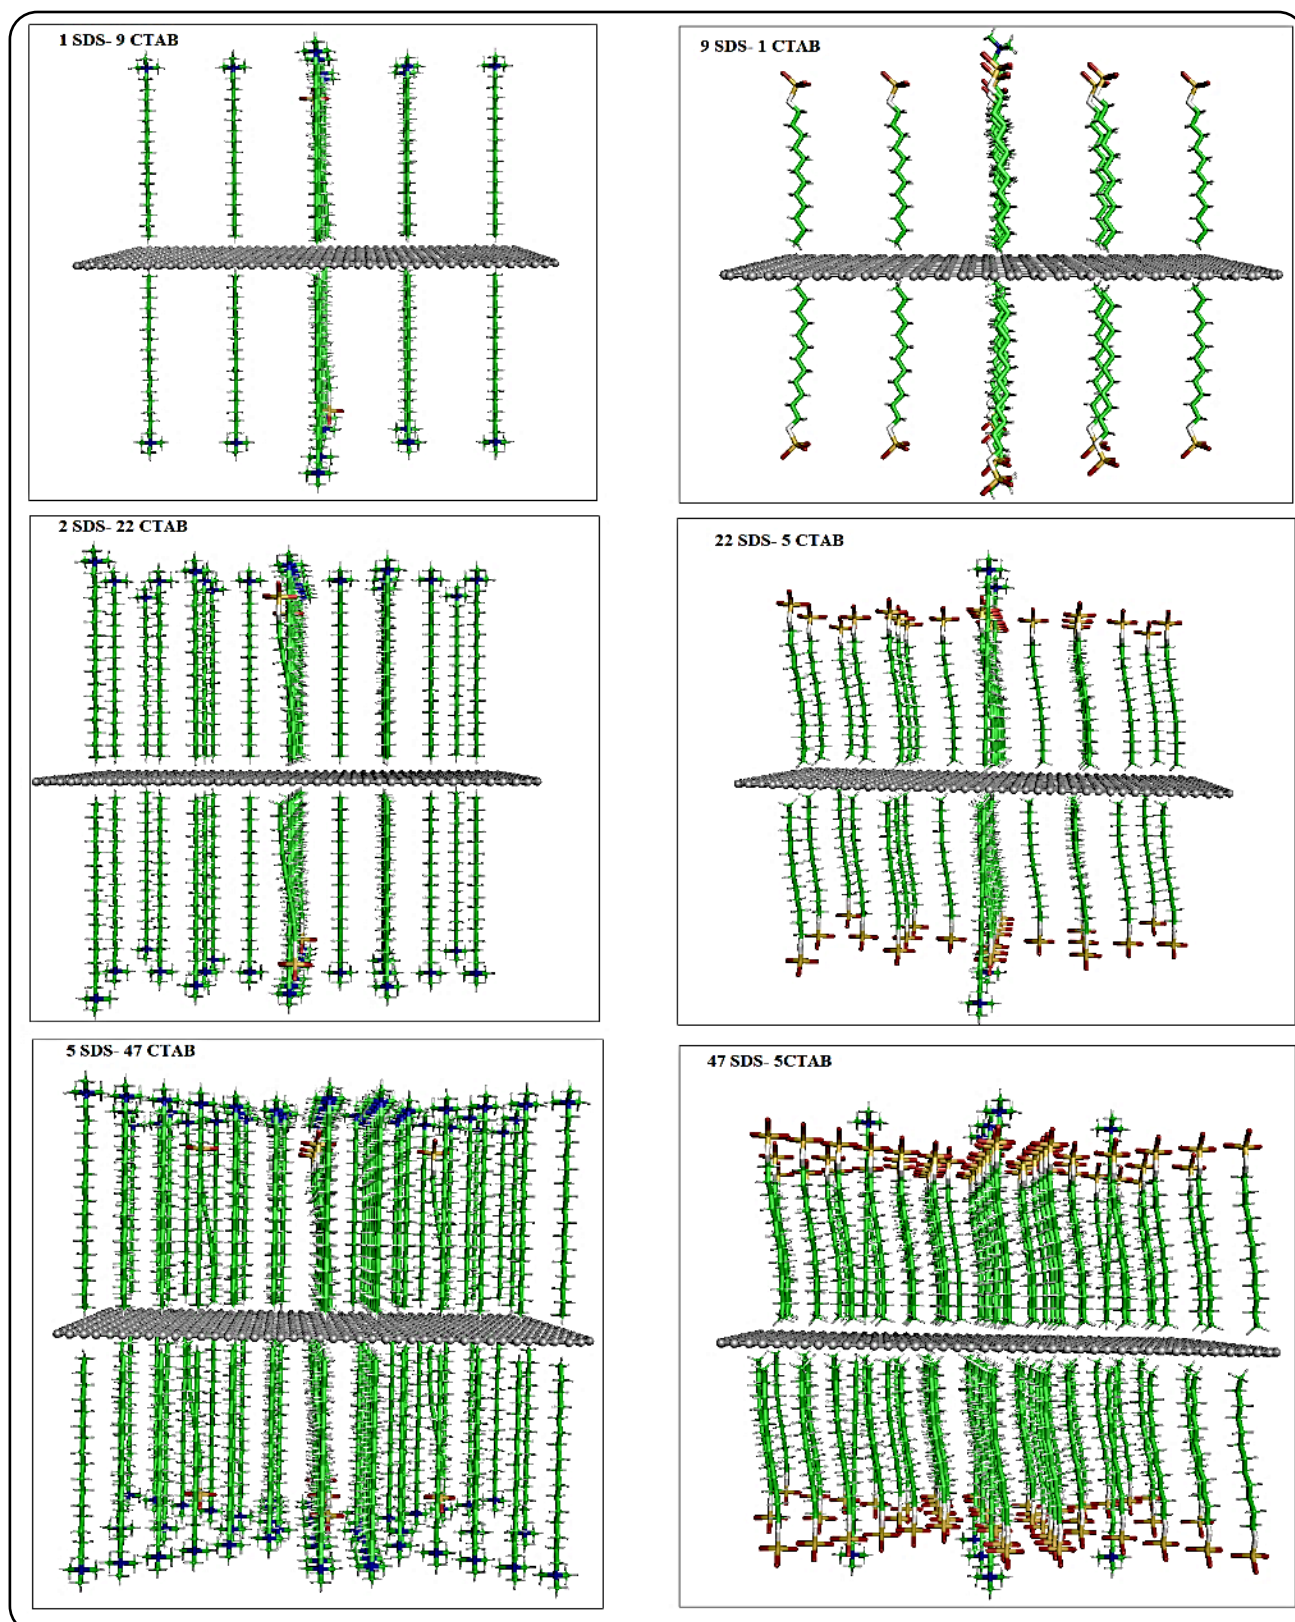 1 SDS- 9 CTAB
9 SDS- 1 CTAB
2 SDS- 22 CTAB
22 SDS- 5 CTAB
5 SDS- 47 CTAB
47 SDS- 5CTAB